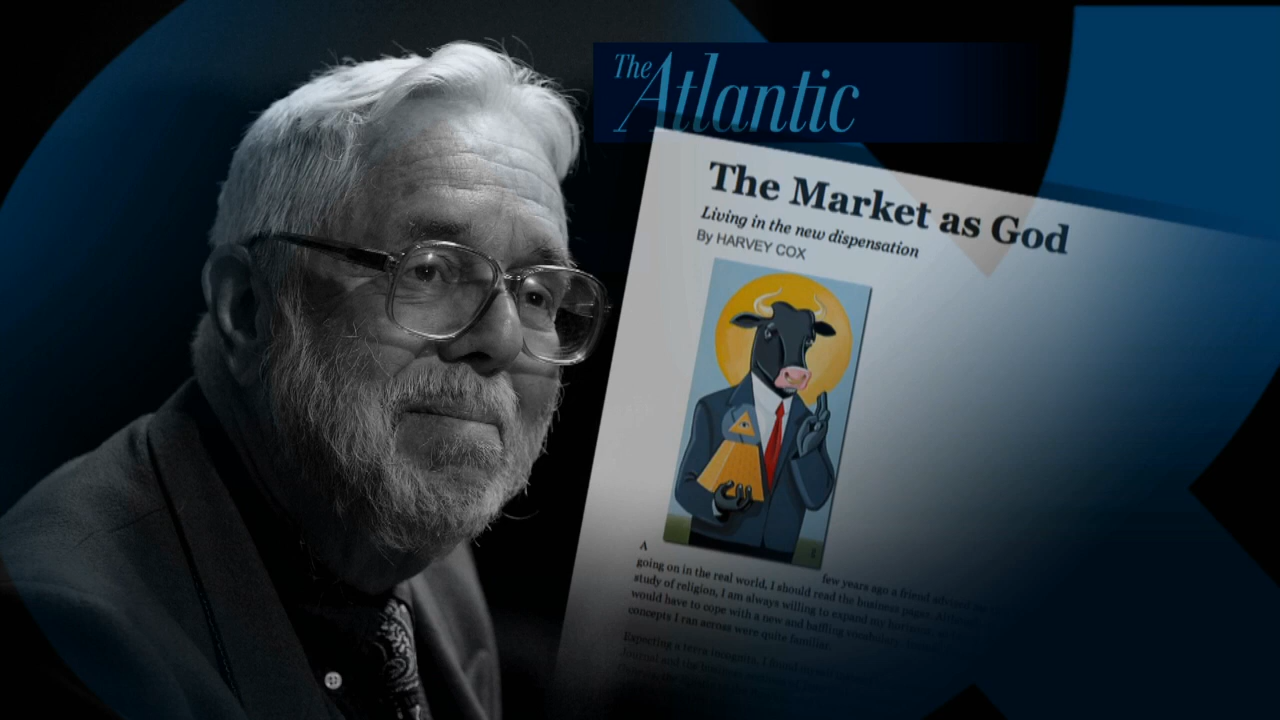 The Atlantic
The Market as God
Living in the new dispensation
By HARVEY COX
A
few years ago a friend advised
going on in the real world, I should read the business pages.
study of religion, I am always willing to expand my horizons,
would have to cope with a new and baffling vocabulary.
concepts I ran across were quite familiar.
Expecting a terra incognita, I found
Journal and the